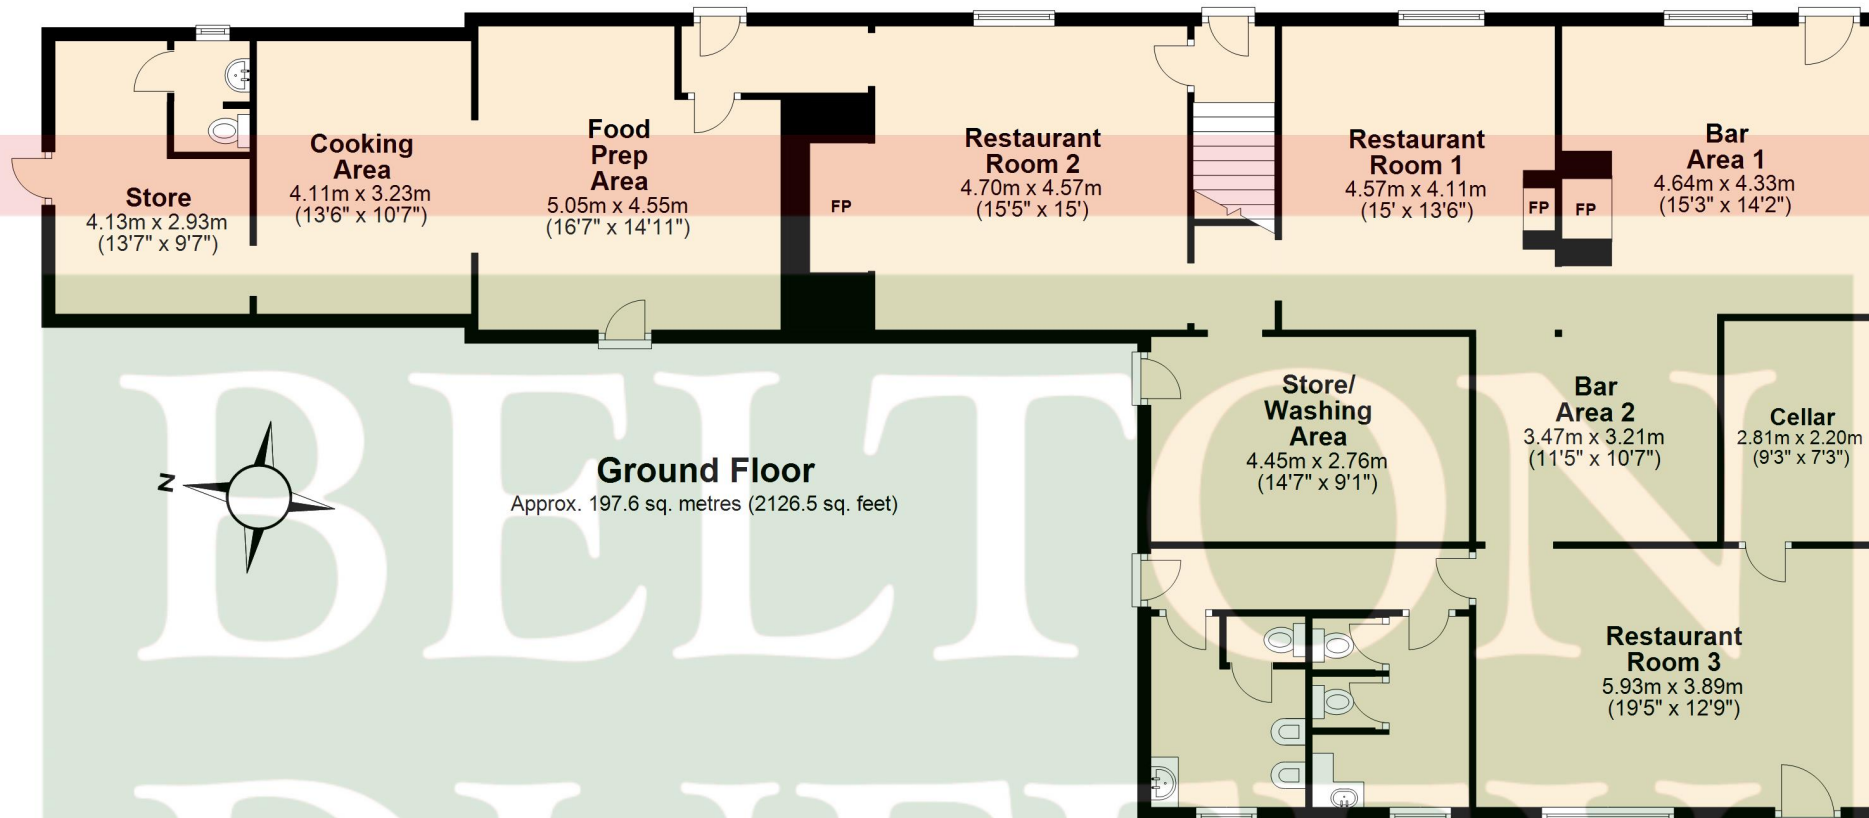 Store
4.13m x 2.93m
(13'7" x 9'7")
Cooking
Area
4.11m x 3.23m
(13'6" x 10'7")
Food
Prep
Area
5.05m x 4.55m
(16'7" x 14'11")
FP
Restaurant
Room 2
4.70m x 4.57m
(15'5" x 15')
Restaurant
Room 1
4.57m x 4.11m
(15' x 13'6")
FP
FP
Bar
Area 1
4.64m x 4.33m
(15'3" x 14'2")
Store/
Washing
Area
4.45m x 2.76m
(14'7" x 9'1")
Bar
Area 2
3.47m x 3.21m
(11'5" x 10'7")
Cellar
2.81m x 2.20m
(9'3" x 7'3")
N
Ground Floor
Approx. 197.6 sq. metres (2126.5 sq. feet)
Restaurant
Room 3
5.93m x 3.89m
(19'5" x 12'9")
BELTON